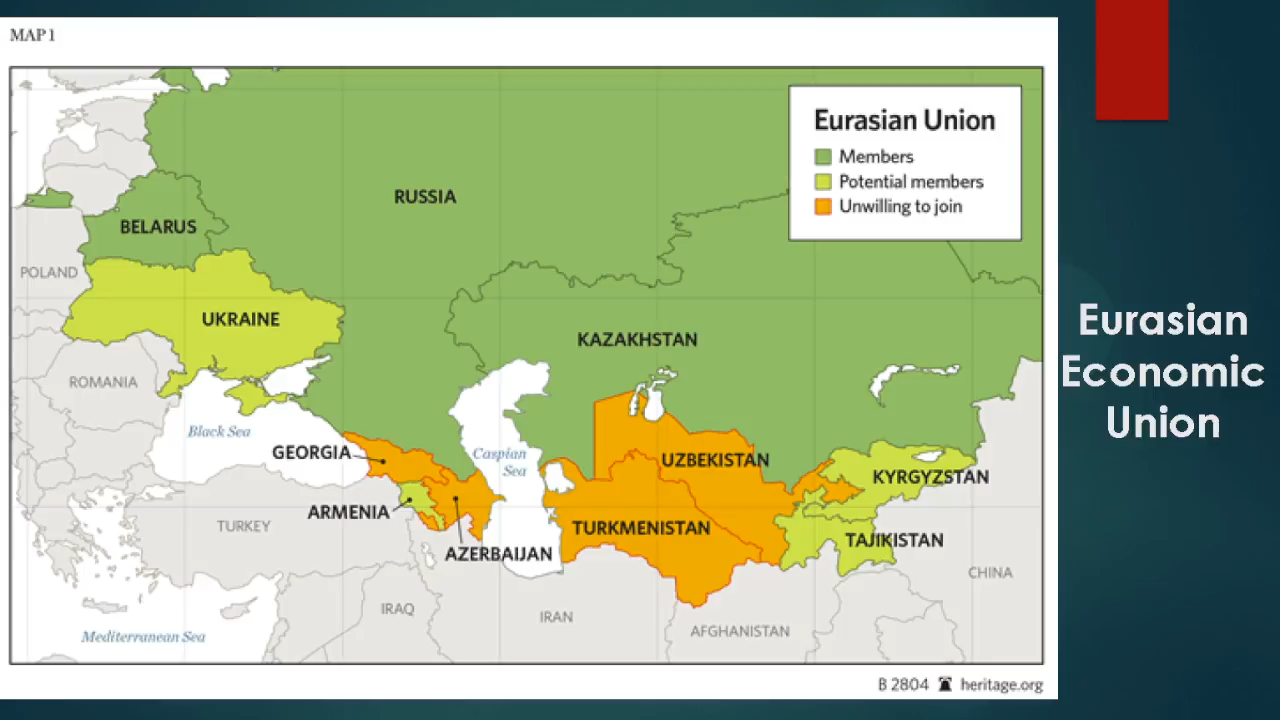 MAP 1
Eurasian Union
Members
Potential members
Unwilling to join
RUSSIA
BELARUS
POLAND
UKRAINE
KAZAKHSTAN
ROMANIA
Black Sea
GEORGIA
Caspian
Sea
UZBEKISTAN
KYRGYZSTAN
ARMENIA
TURKEY
TURKMENISTAN
AZERBAIJAN
TAJIKISTAN
CHINA
IRAQ
IRAN
AFGHANISTAN
Mediterranean Sea
B 2804 heritage.org
Eurasian
Economic
Union